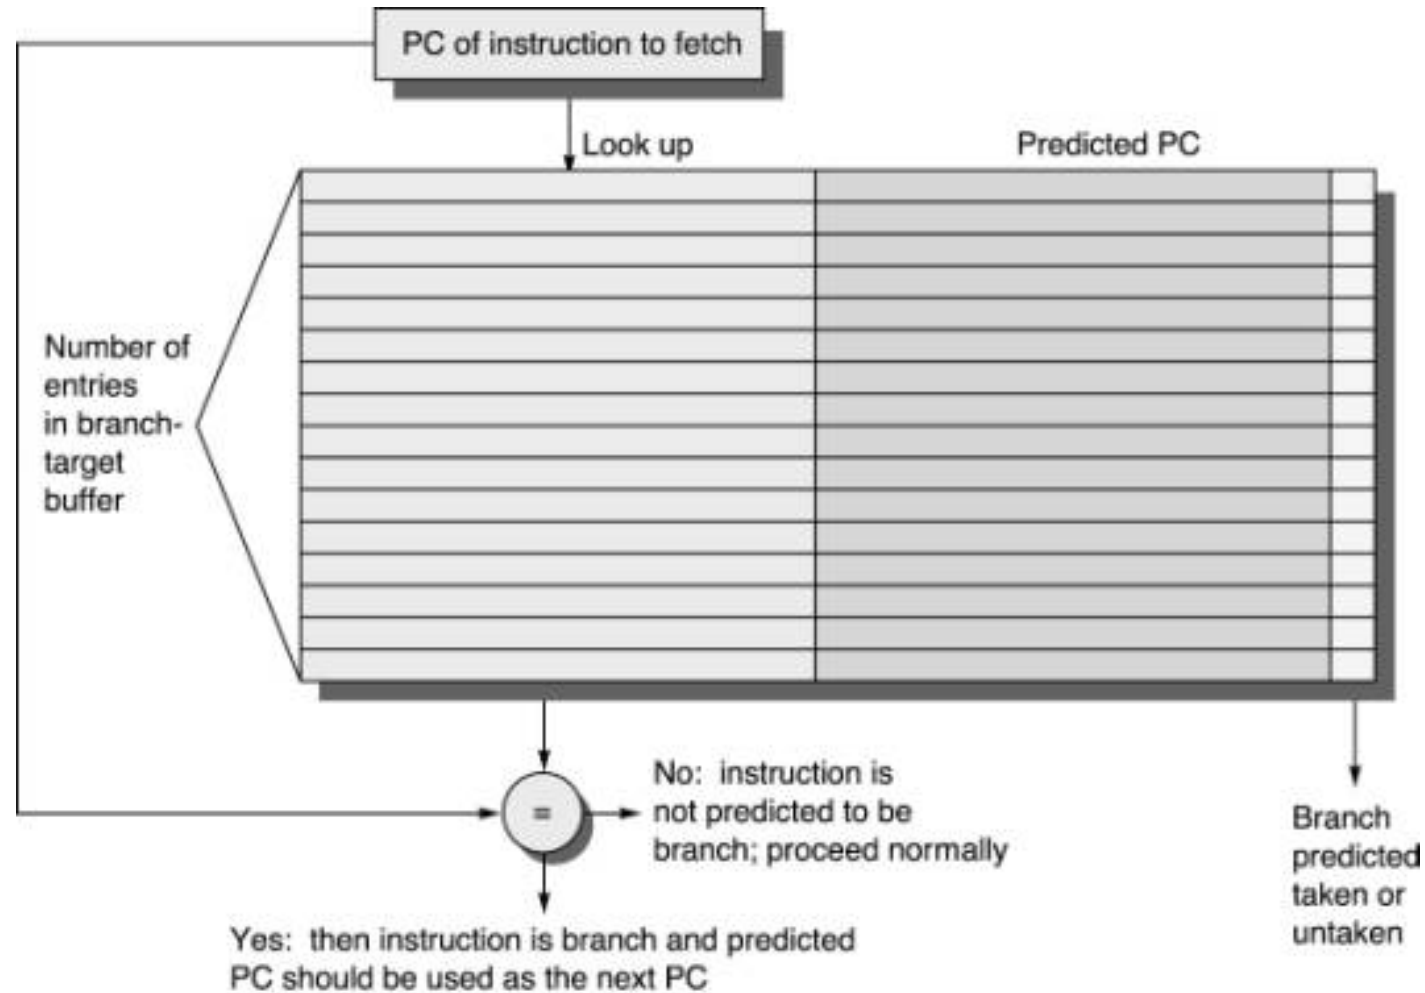 PC of instruction to fetch
Look up
Predicted PC
Number of
entries
in branch-
target
buffer
=
No: instruction is
not predicted to be
branch; proceed normally
Branch
predicted
taken or
untaken
Yes: then instruction is branch and predicted
PC should be used as the next PC